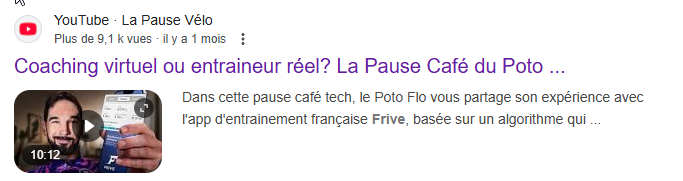 YouTube · La Pause Vélo
Plus de 9,1 k vues · il y a 1 mois
Coaching virtuel ou entraineur réel? La Pause Café du Poto ...
Dans cette pause café tech, le Poto Flo vous partage son expérience avec
l'app d'entrainement française Frive, basée sur un algorithme qui ...
10:12
FRIVE